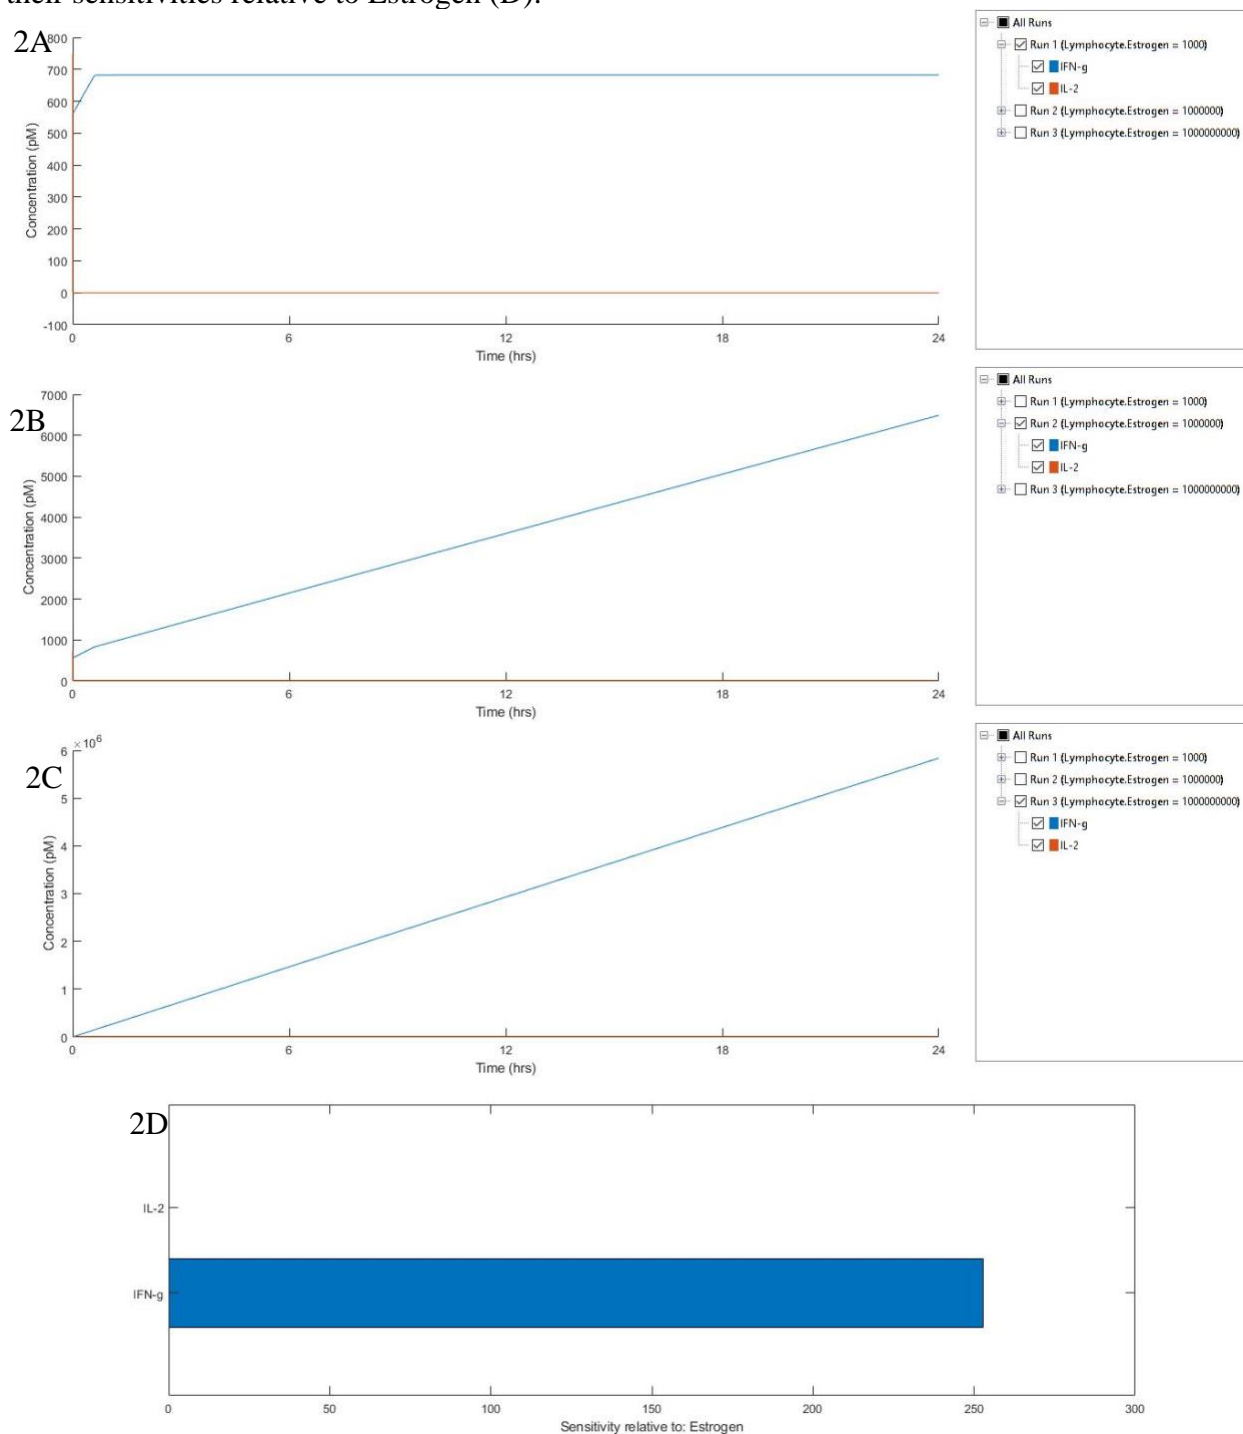 their sensitivities relative to Estrogen (D).
2A
800
700
600
500
400
300
200
100
0
-100
Concentration (pM)
0 6 12 18 24
Time (hrs)
All Runs
Run 1 (Lymphocyte.Estrogen = 1000)
IFN-g
IL-2
Run 2 (Lymphocyte.Estrogen = 1000000)
Run 3 (Lymphocyte.Estrogen = 1000000000)
2B
7000
6000
5000
4000
3000
2000
1000
0
Concentration (pM)
0 6 12 18 24
Time (hrs)
All Runs
Run 1 (Lymphocyte.Estrogen = 1000)
Run 2 (Lymphocyte.Estrogen = 1000000)
IFN-g
IL-2
Run 3 (Lymphocyte.Estrogen = 1000000000)
2C
×10⁶
6
5
4
3
2
1
0
Concentration (pM)
0 6 12 18 24
Time (hrs)
All Runs
Run 1 (Lymphocyte.Estrogen = 1000)
Run 2 (Lymphocyte.Estrogen = 1000000)
Run 3 (Lymphocyte.Estrogen = 1000000000)
IFN-g
IL-2
2D
IL-2
IFN-g
0 50 100 150 200 250 300
Sensitivity relative to: Estrogen